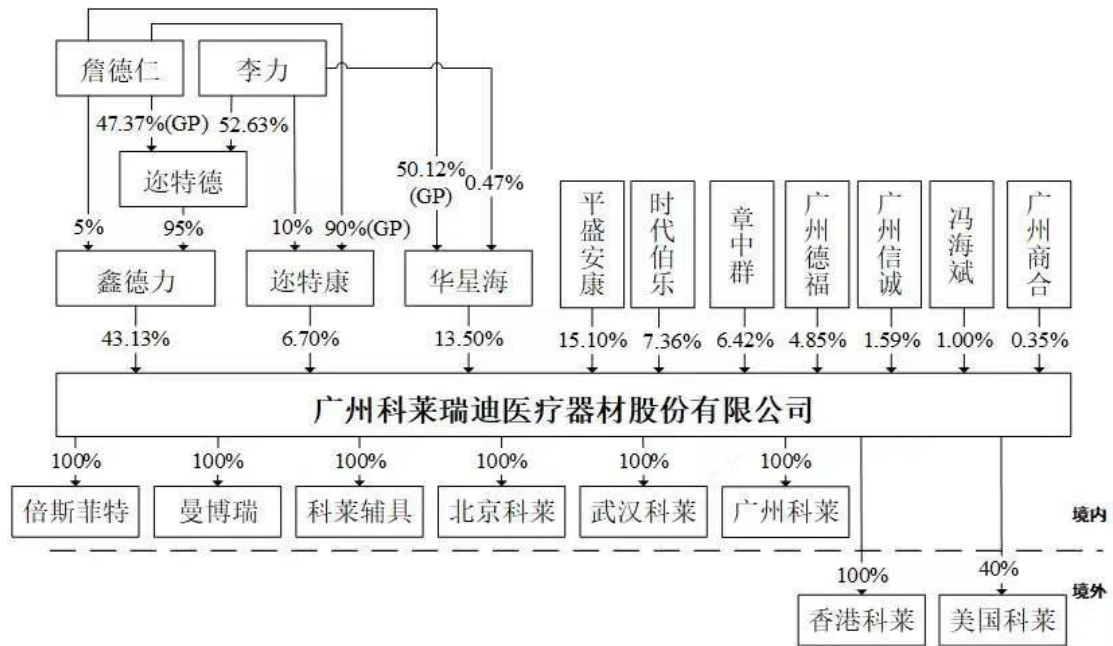 詹德仁
李力
47.37%(GP)
52.63%
迩特德
50.12%
(GP)
0.47%
5%
95%
10%
90%(GP)
鑫德力
迩特康
华星海
平盛安康
时代伯乐
章中群
广州德福
广州信诚
冯海斌
广州商合
43.13%
6.70%
13.50%
15.10%
7.36%
6.42%
4.85%
1.59%
1.00%
0.35%
广州科莱瑞迪医疗器材股份有限公司
100%
100%
100%
100%
100%
100%
倍斯菲特
曼博瑞
科莱辅具
北京科莱
武汉科莱
广州科莱
境内
境外
100%
40%
香港科莱
美国科莱